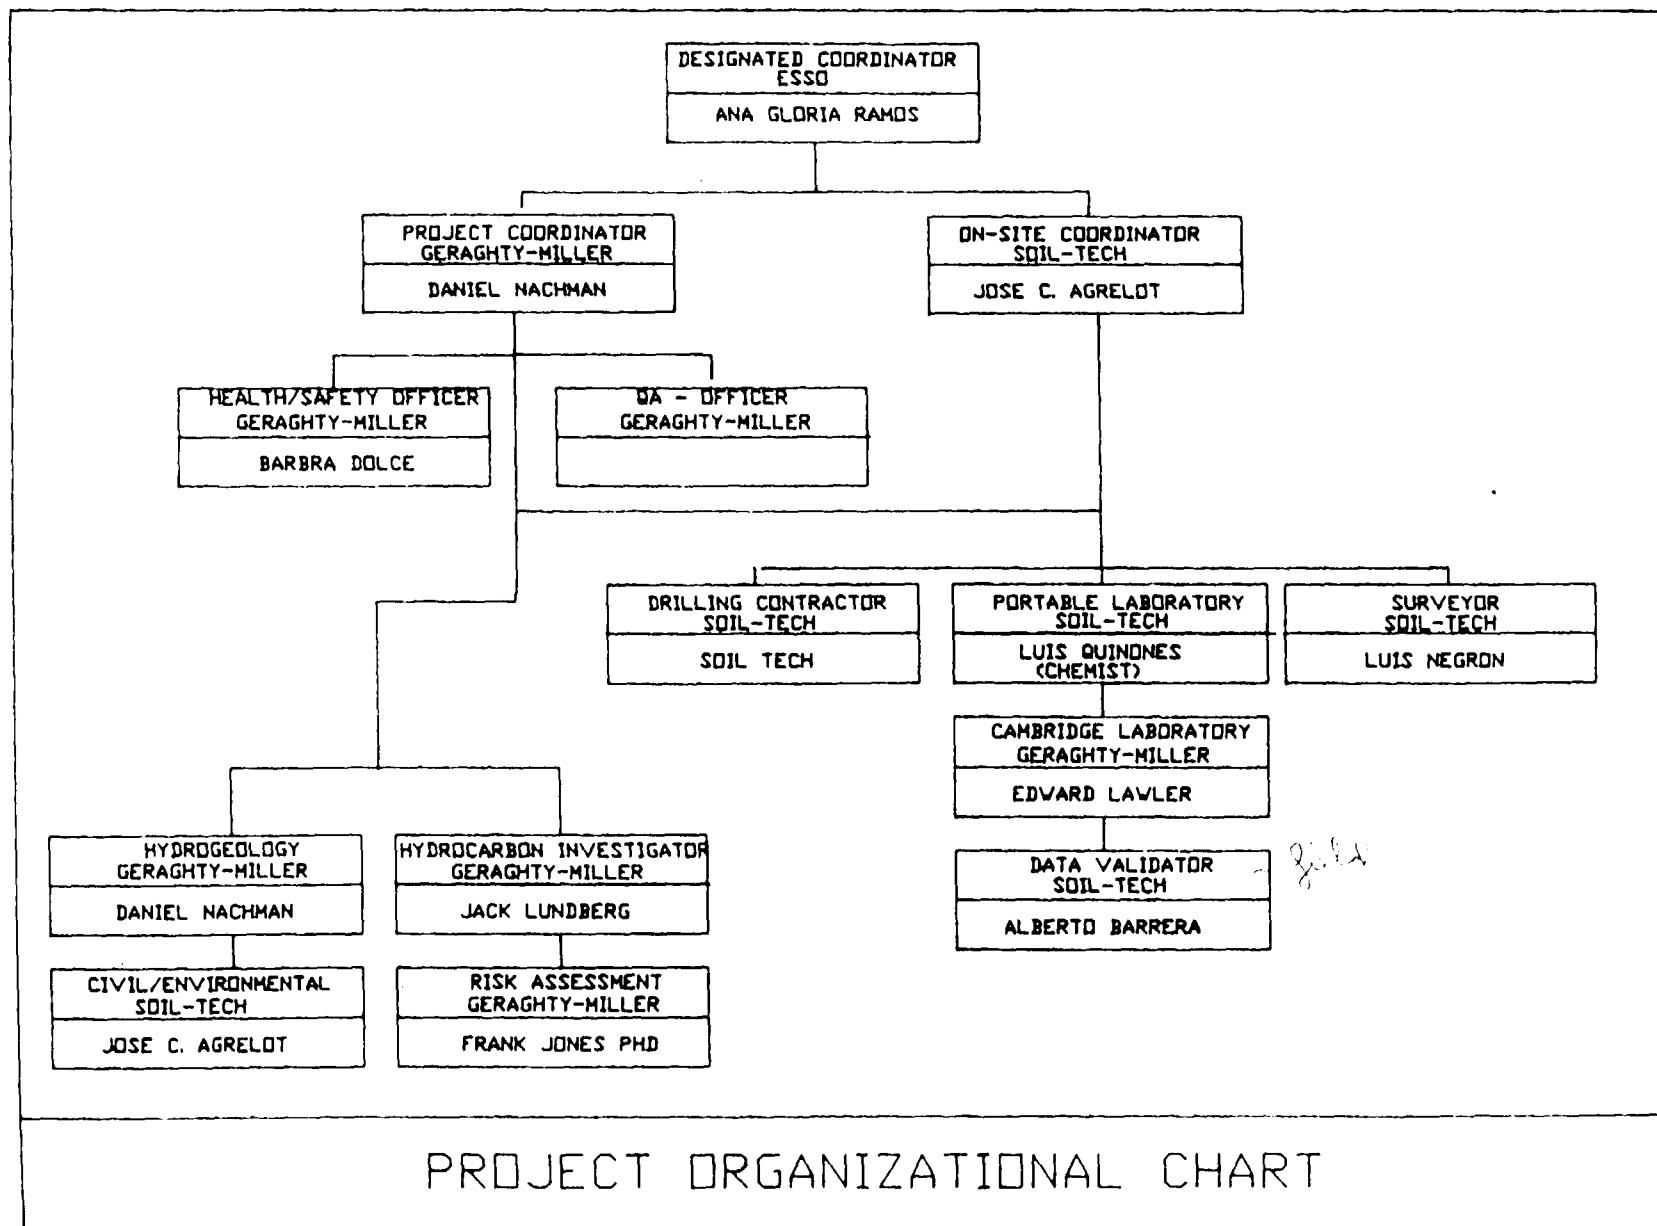 DESIGNATED COORDINATOR
ESSO
ANA GLORIA RAMOS
PROJECT COORDINATOR
GERAGHTY-MILLER
DANIEL NACHMAN
ON-SITE COORDINATOR
SOIL-TECH
JOSE C. AGRELOT
HEALTH/SAFETY OFFICER
GERAGHTY-MILLER
BARBRA DOLCE
QA - OFFICER
GERAGHTY-MILLER
DRILLING CONTRACTOR
SOIL-TECH
SOIL TECH
PORTABLE LABORATORY
SOIL-TECH
LUIS QUINONES
(CHEMIST)
SURVEYOR
SOIL-TECH
LUIS NEGRON
CAMBRIDGE LABORATORY
GERAGHTY-MILLER
EDWARD LAWLER
HYDROGEOLOGY
GERAGHTY-MILLER
DANIEL NACHMAN
HYDROCARBON INVESTIGATOR
GERAGHTY-MILLER
JACK LUNDBERG
DATA VALIDATOR
SOIL-TECH
ALBERTO BARRERA
CIVIL/ENVIRONMENTAL
SOIL-TECH
JOSE C. AGRELOT
RISK ASSESSMENT
GERAGHTY-MILLER
FRANK JONES PHD
PROJECT ORGANIZATIONAL CHART